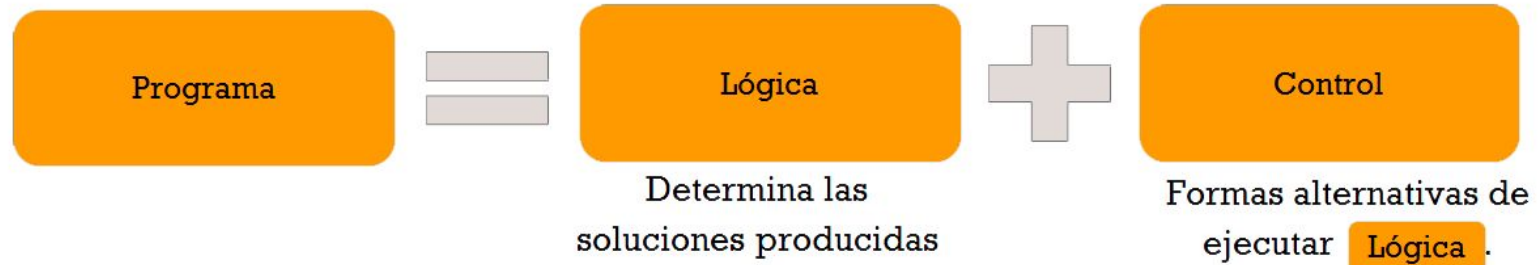 Programa
Lógica
Control
Determina las
soluciones producidas
Formas alternativas de
ejecutar Lógica.